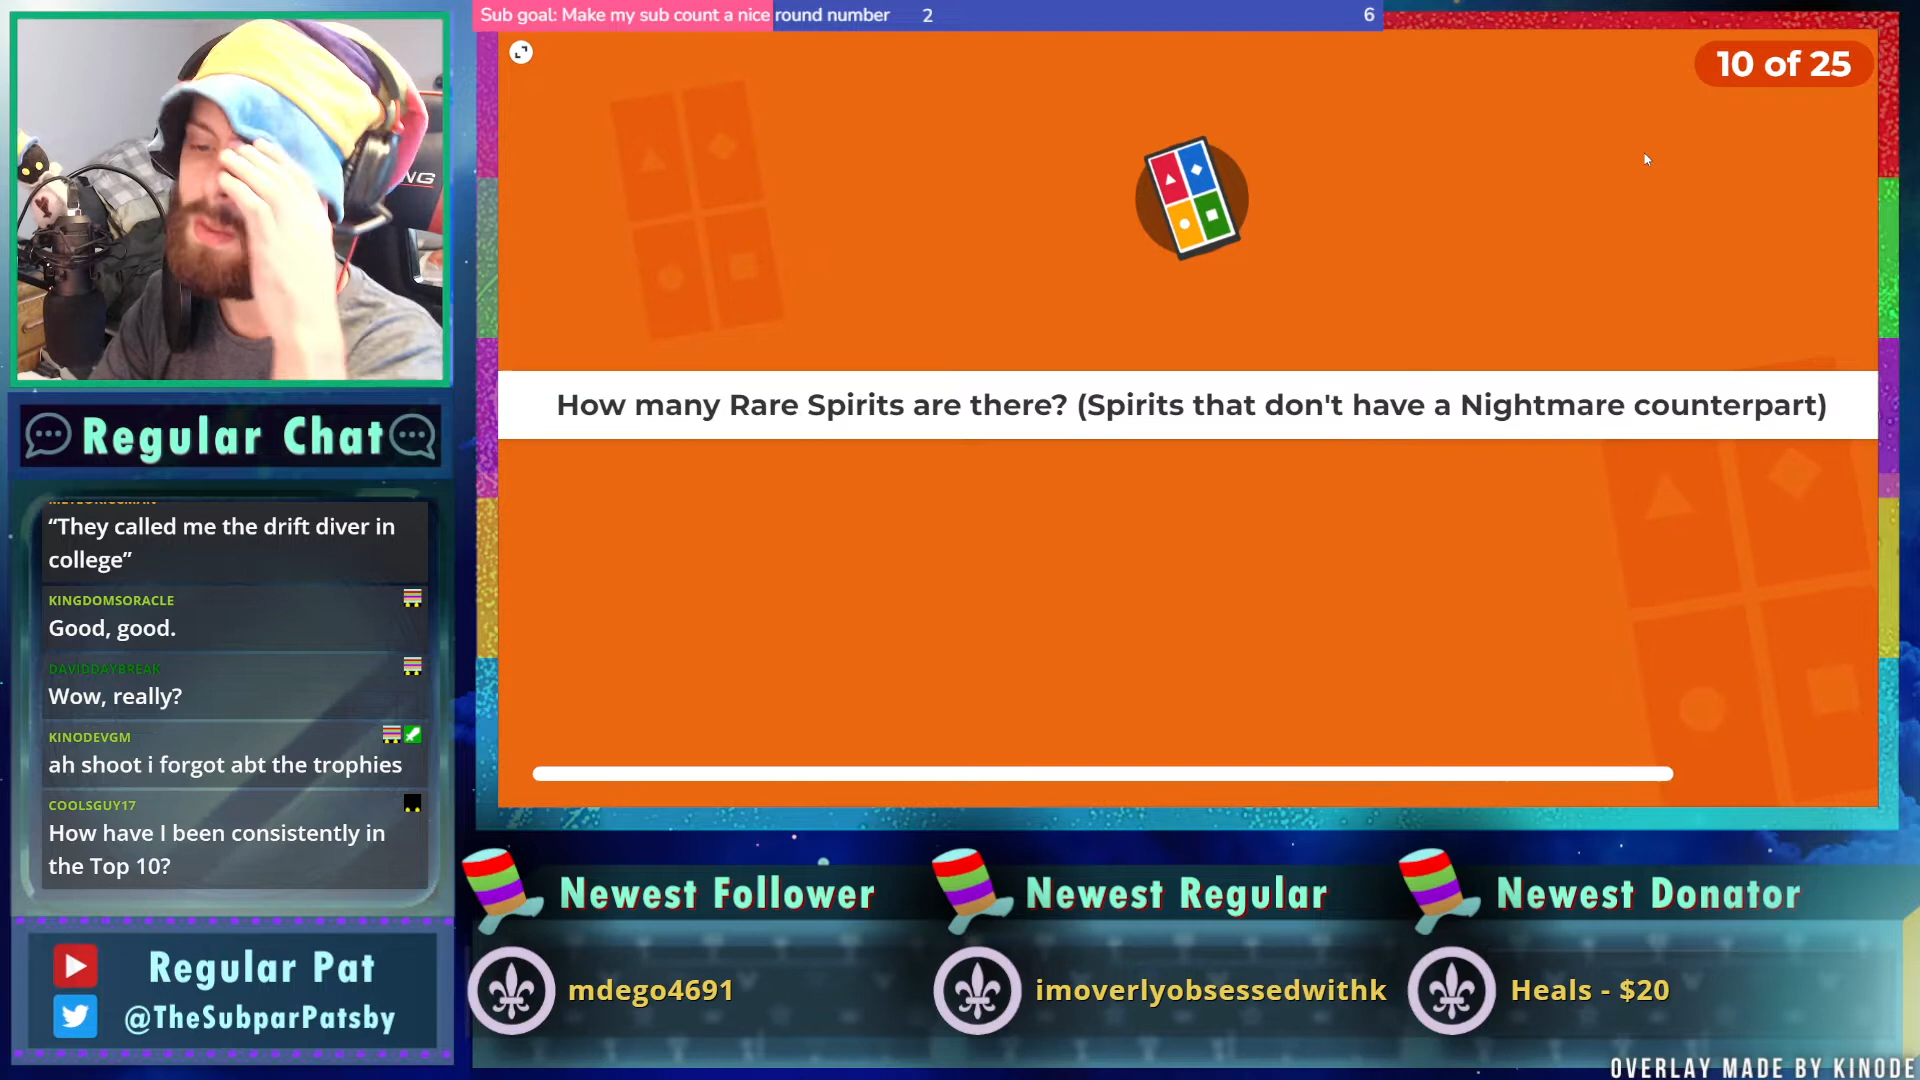 Sub goal: Make my sub count a nice round number 2 6
10 of 25
NG
How many Rare Spirits are there? (Spirits that don't have a Nightmare counterpart)
Regular Chat
“They called me the drift diver in
college”
KINGDOMSORACLE
Good, good.
DAVIDDAYBREAK
Wow, really?
KINODEVGM
ah shoot i forgot abt the trophies
COOLSGUY17
How have I been consistently in
the Top 10?
Regular Pat
@TheSubparPatsby
Newest Follower
mdego4691
Newest Regular
imoverlyobsessedwithk
Newest Donator
Heals - $20
OVERLAY MADE BY KINODE